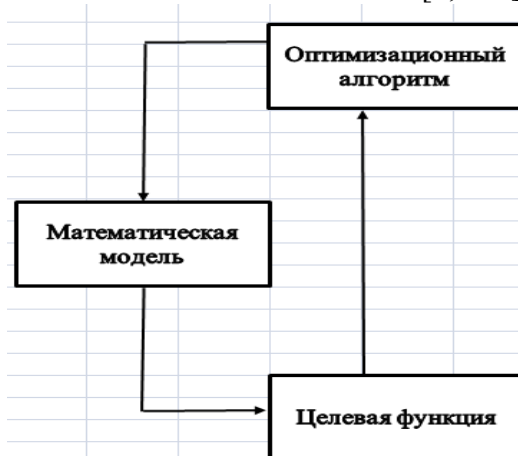 Оптимизационный
алгоритм
Математическая
модель
Целевая функция